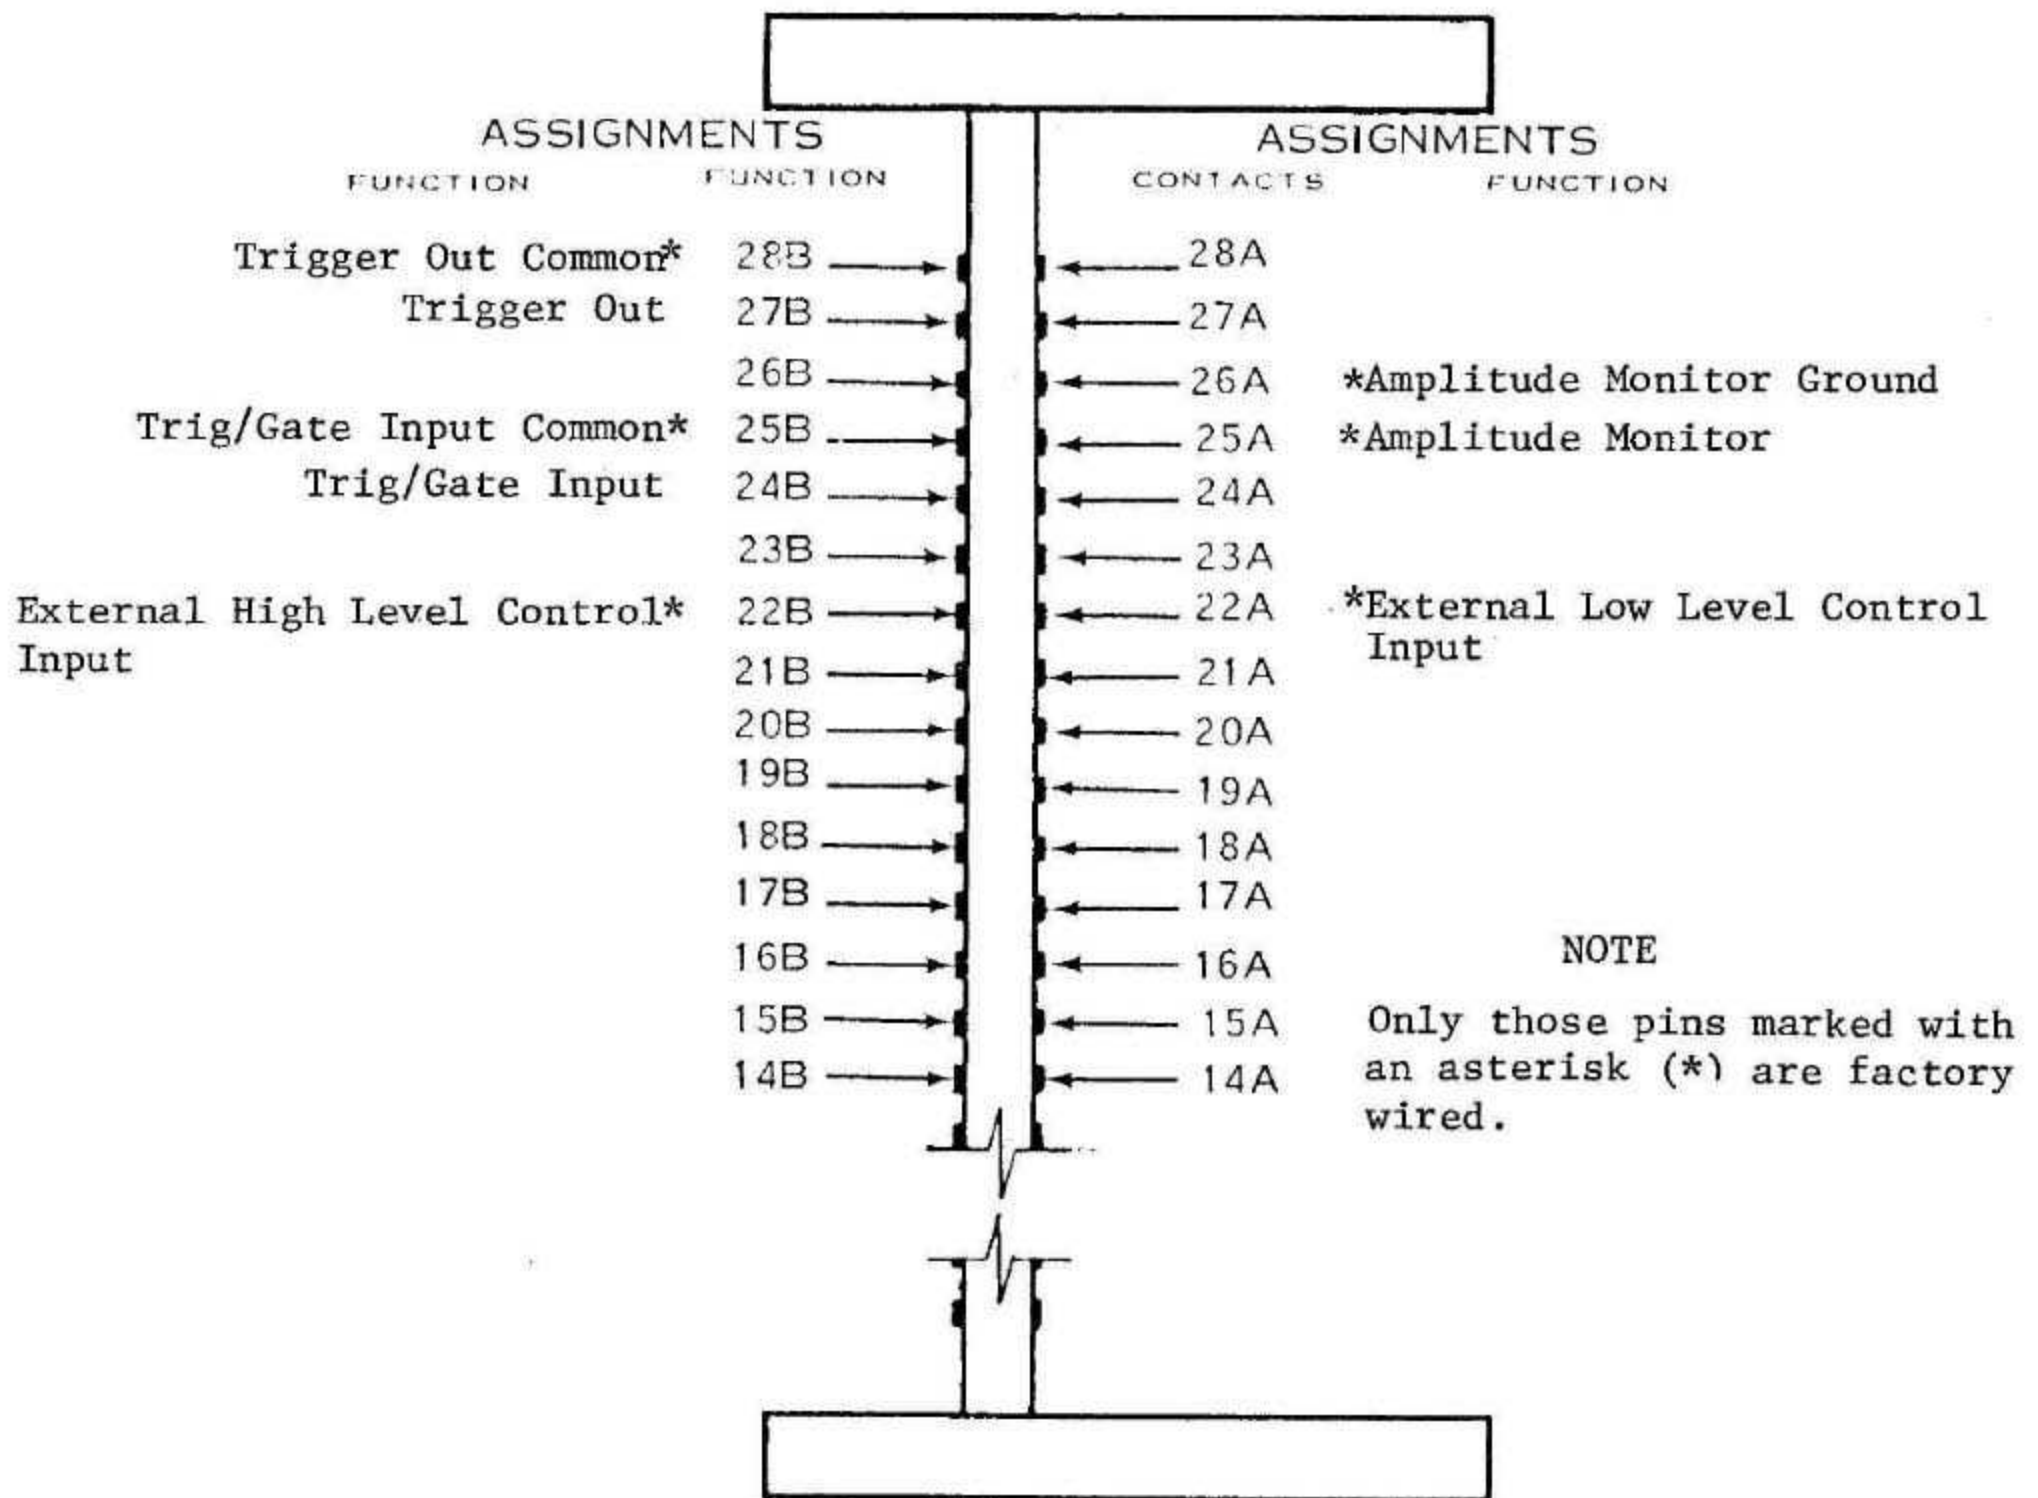 ASSIGNMENTS ASSIGNMENTS
FUNCTION FUNCTION CONTACTS FUNCTION
Trigger Out Common* 28B 28A
Trigger Out 27B 27A
26B 26A *Amplitude Monitor Ground
Trig/Gate Input Common* 25B 25A *Amplitude Monitor
Trig/Gate Input 24B 24A
23B 23A
External High Level Control* 22B 22A *External Low Level Control
Input Input
21B 21A
20B 20A
19B 19A
18B 18A
17B 17A
16B 16A
15B 15A
14B 14A
NOTE
Only those pins marked with
an asterisk (*) are factory
wired.